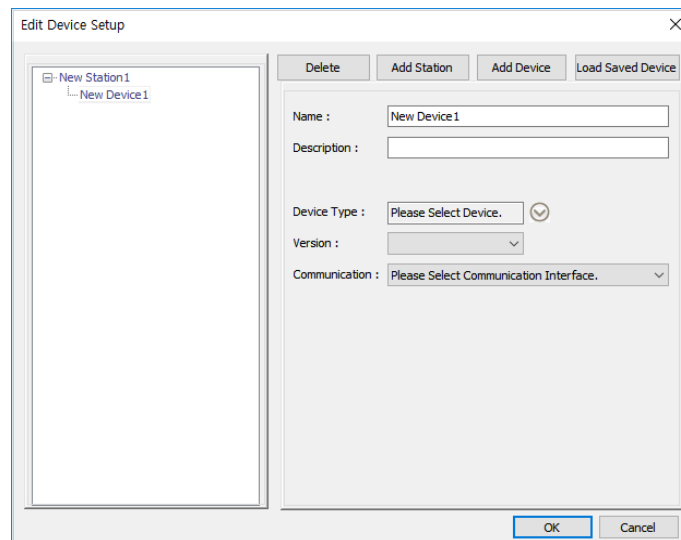 Edit Device Setup
New Station1
New Device1
Delete
Add Station
Add Device
Load Saved Device
Name :
New Device1
Description :
Device Type :
Please Select Device.
Version :
Communication :
Please Select Communication Interface.
OK
Cancel